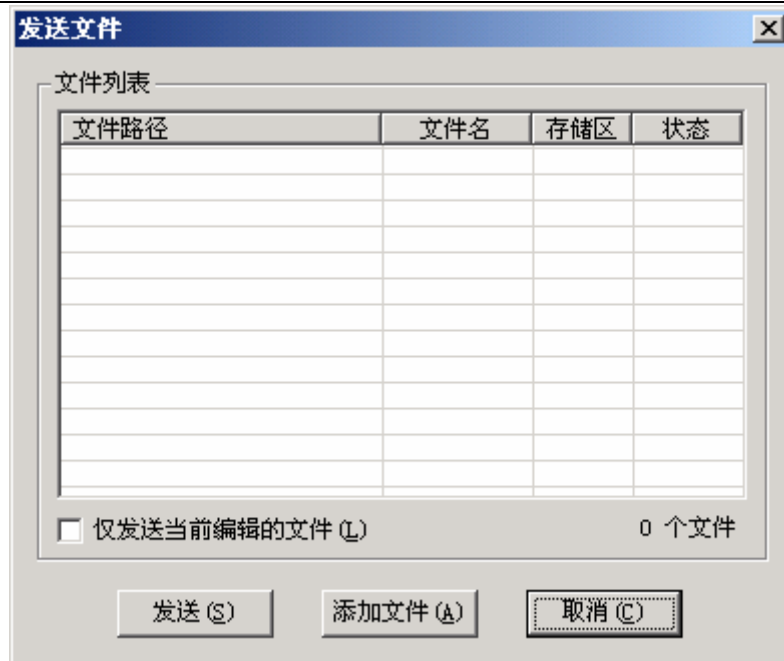 发送文件
文件列表
文件路径 文件名 存储区 状态
仅发送当前编辑的文件(L) 0 个文件
发送(S) 添加文件(A) 取消(C)